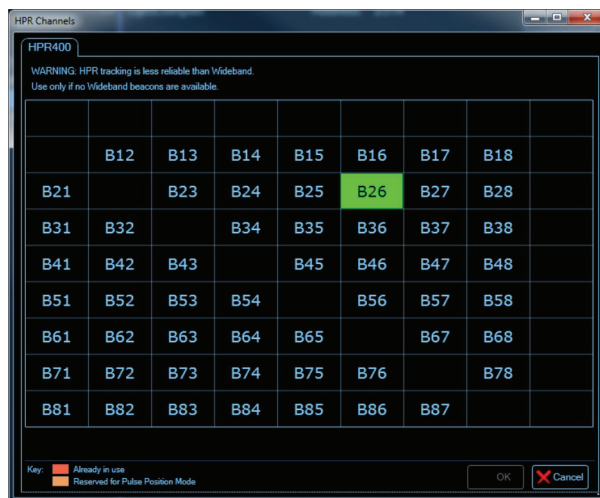 HPR Channels
HPR400
WARNING: HPR tracking is less reliable than Wideband.
Use only if no Wideband beacons are available.
B12 B13 B14 B15 B16 B17 B18
B21 B23 B24 B25 B26 B27 B28
B31 B32 B34 B35 B36 B37 B38
B41 B42 B43 B45 B46 B47 B48
B51 B52 B53 B54 B56 B57 B58
B61 B62 B63 B64 B65 B67 B68
B71 B72 B73 B74 B75 B76 B78
B81 B82 B83 B84 B85 B86 B87
Key: Already in use
Reserved for Pulse Position Mode
OK Cancel